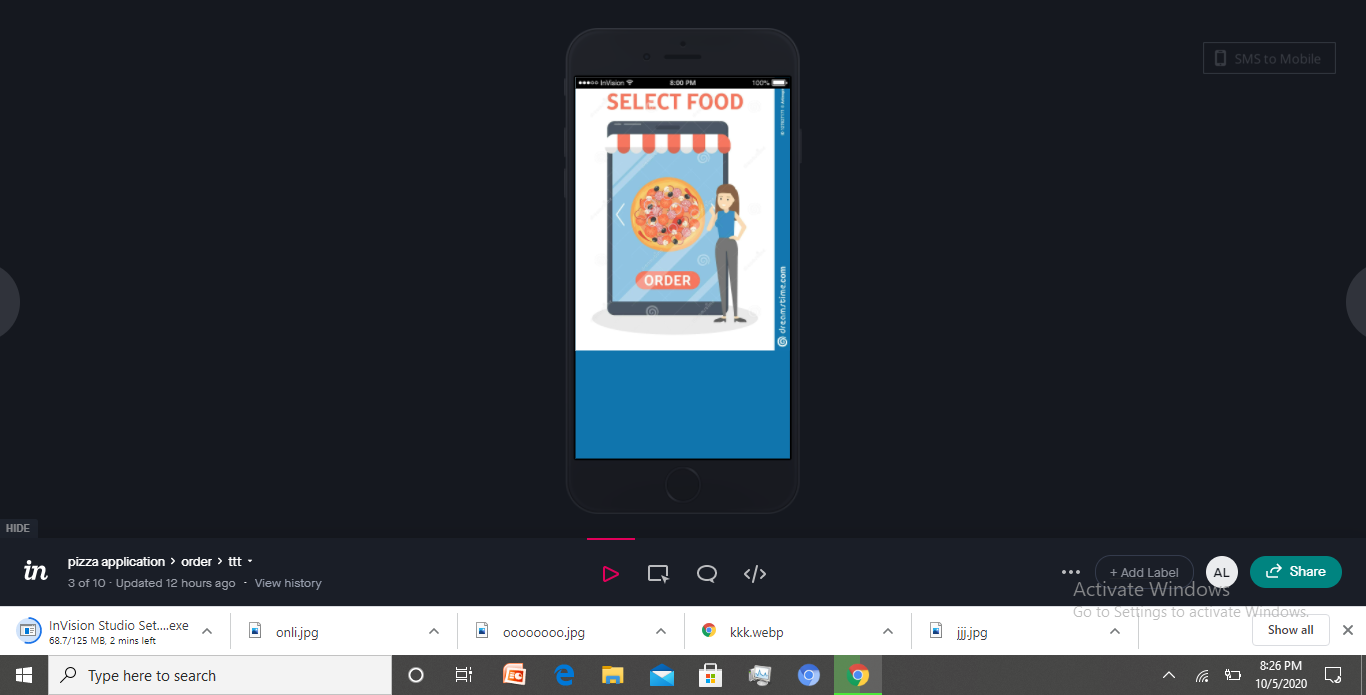 SMS to Mobile
InVision
8:00 PM
100%
SELECT FOOD
ORDER
dreamstime.com
HIDE
in
pizza application > order > ttt
3 of 10 · Updated 12 hours ago · View history
</>
+ Add Label
AL
Share
Activate Windows
Go to Settings to activate Windows.
InVision Studio Set....exe
68.7/125 MB, 2 mins left
onli.jpg
oooooooo.jpg
kkk.webp
jjj.jpg
Show all
Type here to search
8:26 PM
10/5/2020